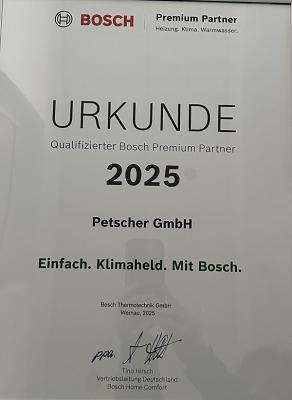 BOSCH
Premium Partner
Heizung. Klima. Warmwasser.
URKUNDE
Qualifizierter Bosch Premium Partner
2025
Petscher GmbH
Einfach. Klimaheld. Mit Bosch.
Bosch Thermotechnik GmbH
Wernau, 2025
ppa.
Tino Hirsch
Vertriebsleitung Deutschland
Bosch Home Comfort